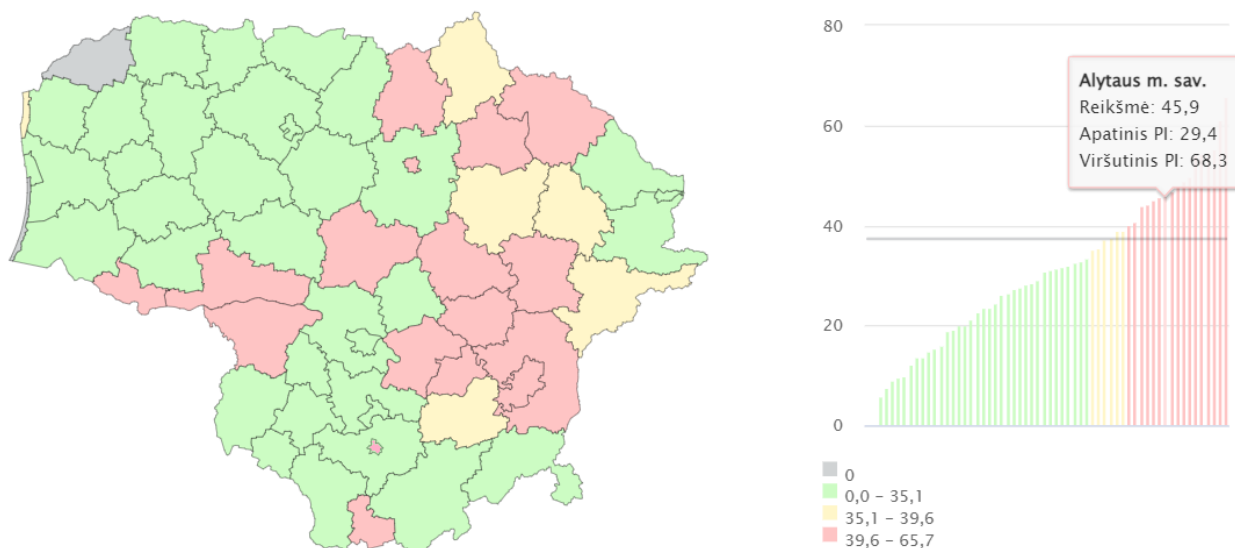 80
Alytaus m. sav.
Reikšmė: 45,9
Apatinis PI: 29,4
Viršutinis PI: 68,3
60
40
20
0
0
0,0 – 35,1
35,1 – 39,6
39,6 – 65,7